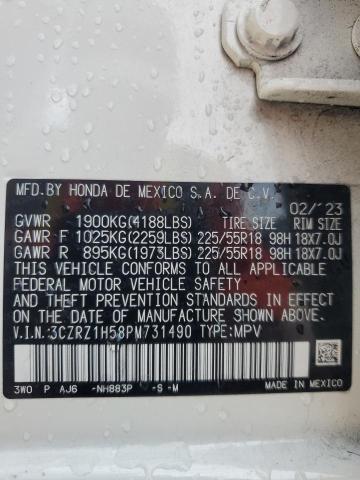 MFD.BY HONDA DE MEXICO S.A. DE C.V.
02/'23
GVWR 1900KG(4188LBS) TIRE SIZE RIM SIZE
GAWR F 1025KG(2259LBS) 225/55R18 98H 18X7.0J
GAWR R 895KG(1973LBS) 225/55R18 98H 18X7.0J
THIS VEHICLE CONFORMS TO ALL APPLICABLE
FEDERAL MOTOR VEHICLE SAFETY, BUMPER,
AND THEFT PREVENTION STANDARDS IN EFFECT
ON THE DATE OF MANUFACTURE SHOWN ABOVE.
V.I.N.:3CZRZ1H58PM731490 TYPE:MPV
3W0 P AJ6 -NH883P -S -M
MADE IN MEXICO